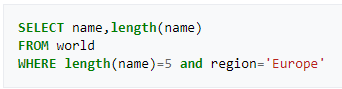 SELECT name,length(name)
FROM world
WHERE length(name)=5 and region='Europe'